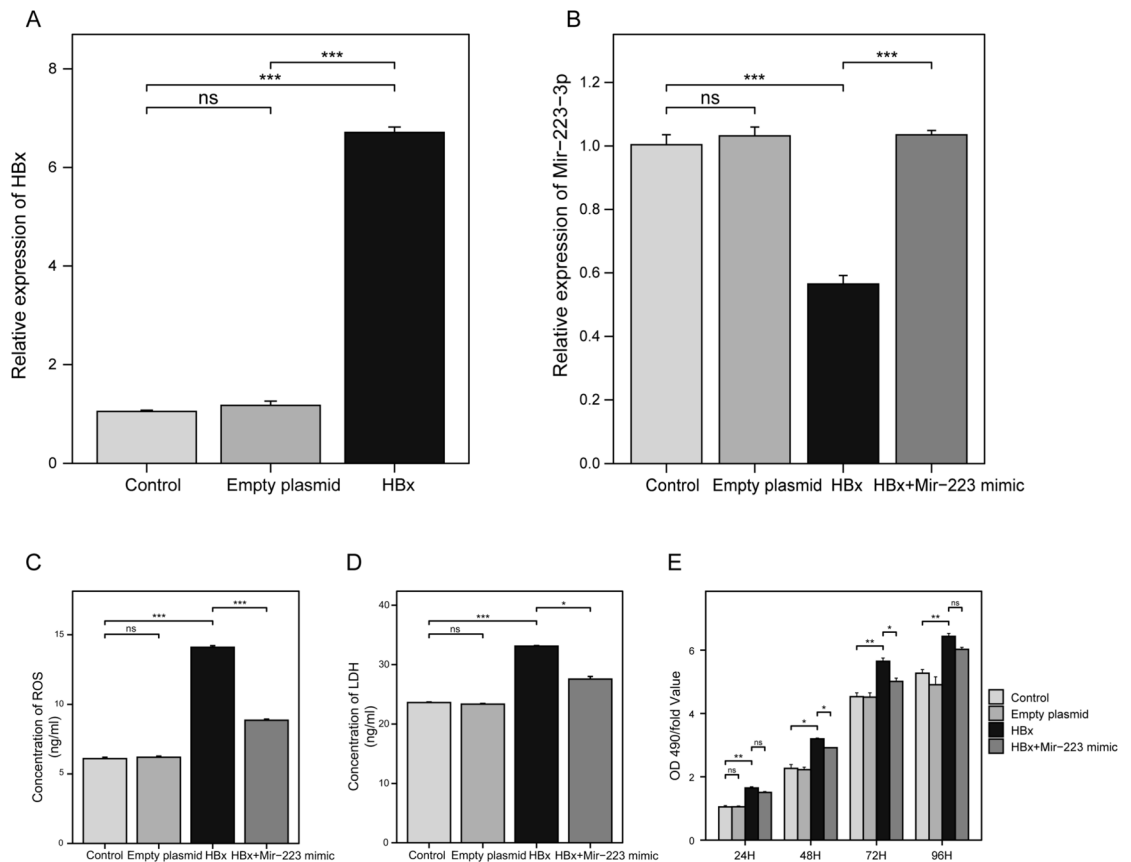 A
Relative expression of HBx
8
6
4
2
0
***
***
ns
Control Empty plasmid HBx
B
Relative expression of Mir−223−3p
1.2
1.0
0.8
0.6
0.4
0.2
0.0
***
***
ns
Control Empty plasmid HBx HBx+Mir−223 mimic
C
Concentration of ROS
(ng/ml)
15
10
5
0
***
***
ns
Control Empty plasmid HBx HBx+Mir−223 mimic
D
Concentration of LDH
(ng/ml)
40
30
20
10
0
*
***
ns
Control Empty plasmid HBx HBx+Mir−223 mimic
E
OD 490/fold Value
6
4
2
0
ns
**
ns
*
*
**
*
**
ns
24H 48H 72H 96H
Control
Empty plasmid
HBx
HBx+Mir−223 mimic